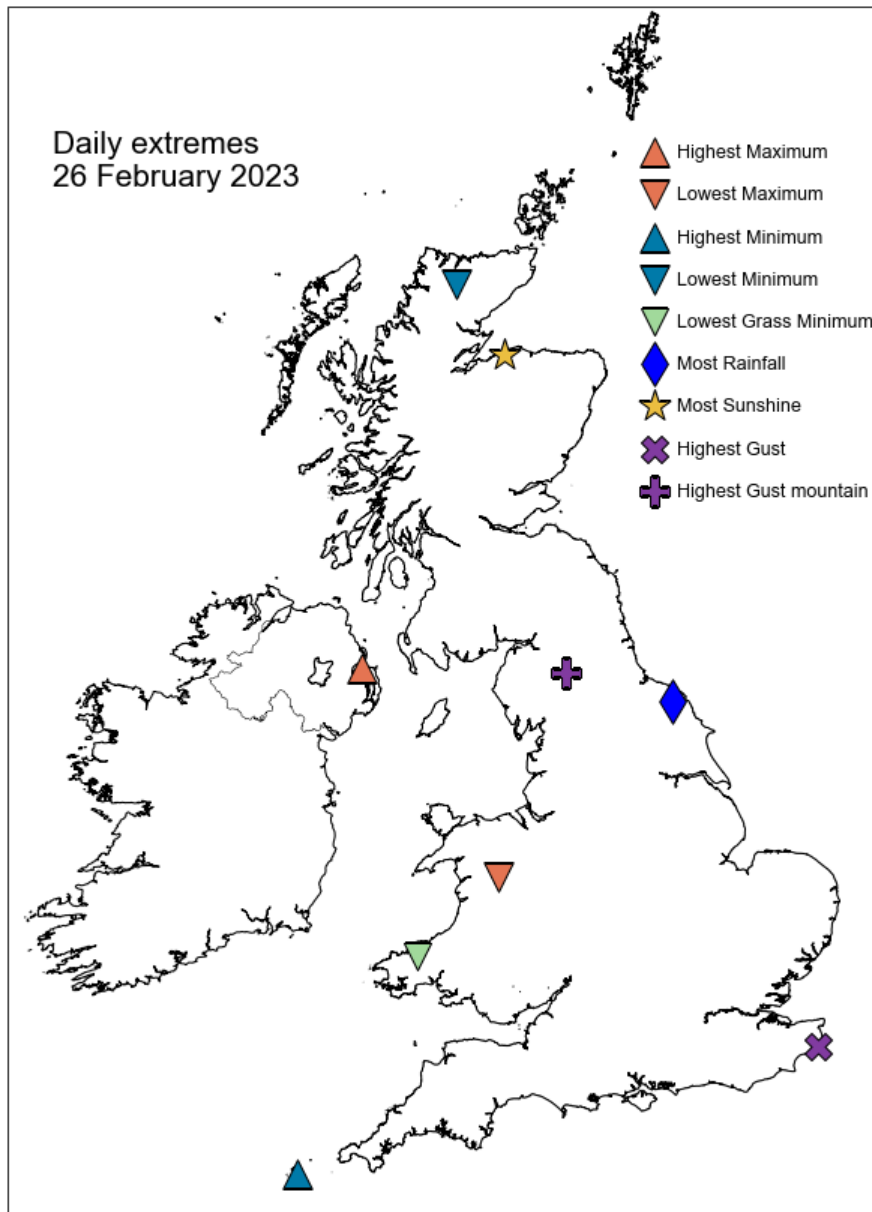 Daily extremes
26 February 2023
Highest Maximum
Lowest Maximum
Highest Minimum
Lowest Minimum
Lowest Grass Minimum
Most Rainfall
Most Sunshine
Highest Gust
Highest Gust mountain